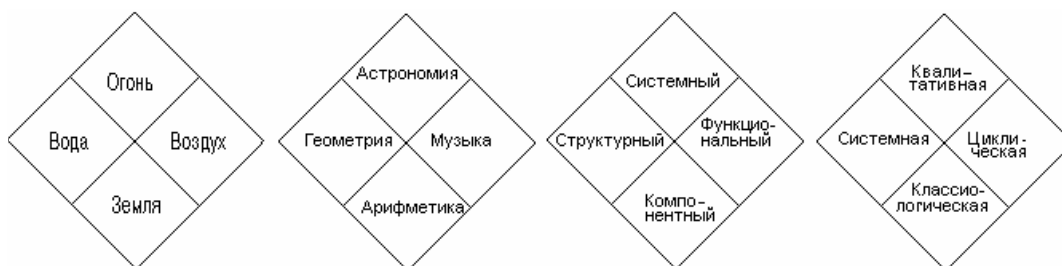 Огонь
Вода
Воздух
Земля
Астрономия
Геометрия
Музыка
Арифметика
Системный
Структурный
Функцио-
нальный
Компо-
нентный
Квали-
тативная
Системная
Цикли-
ческая
Классио-
логическая